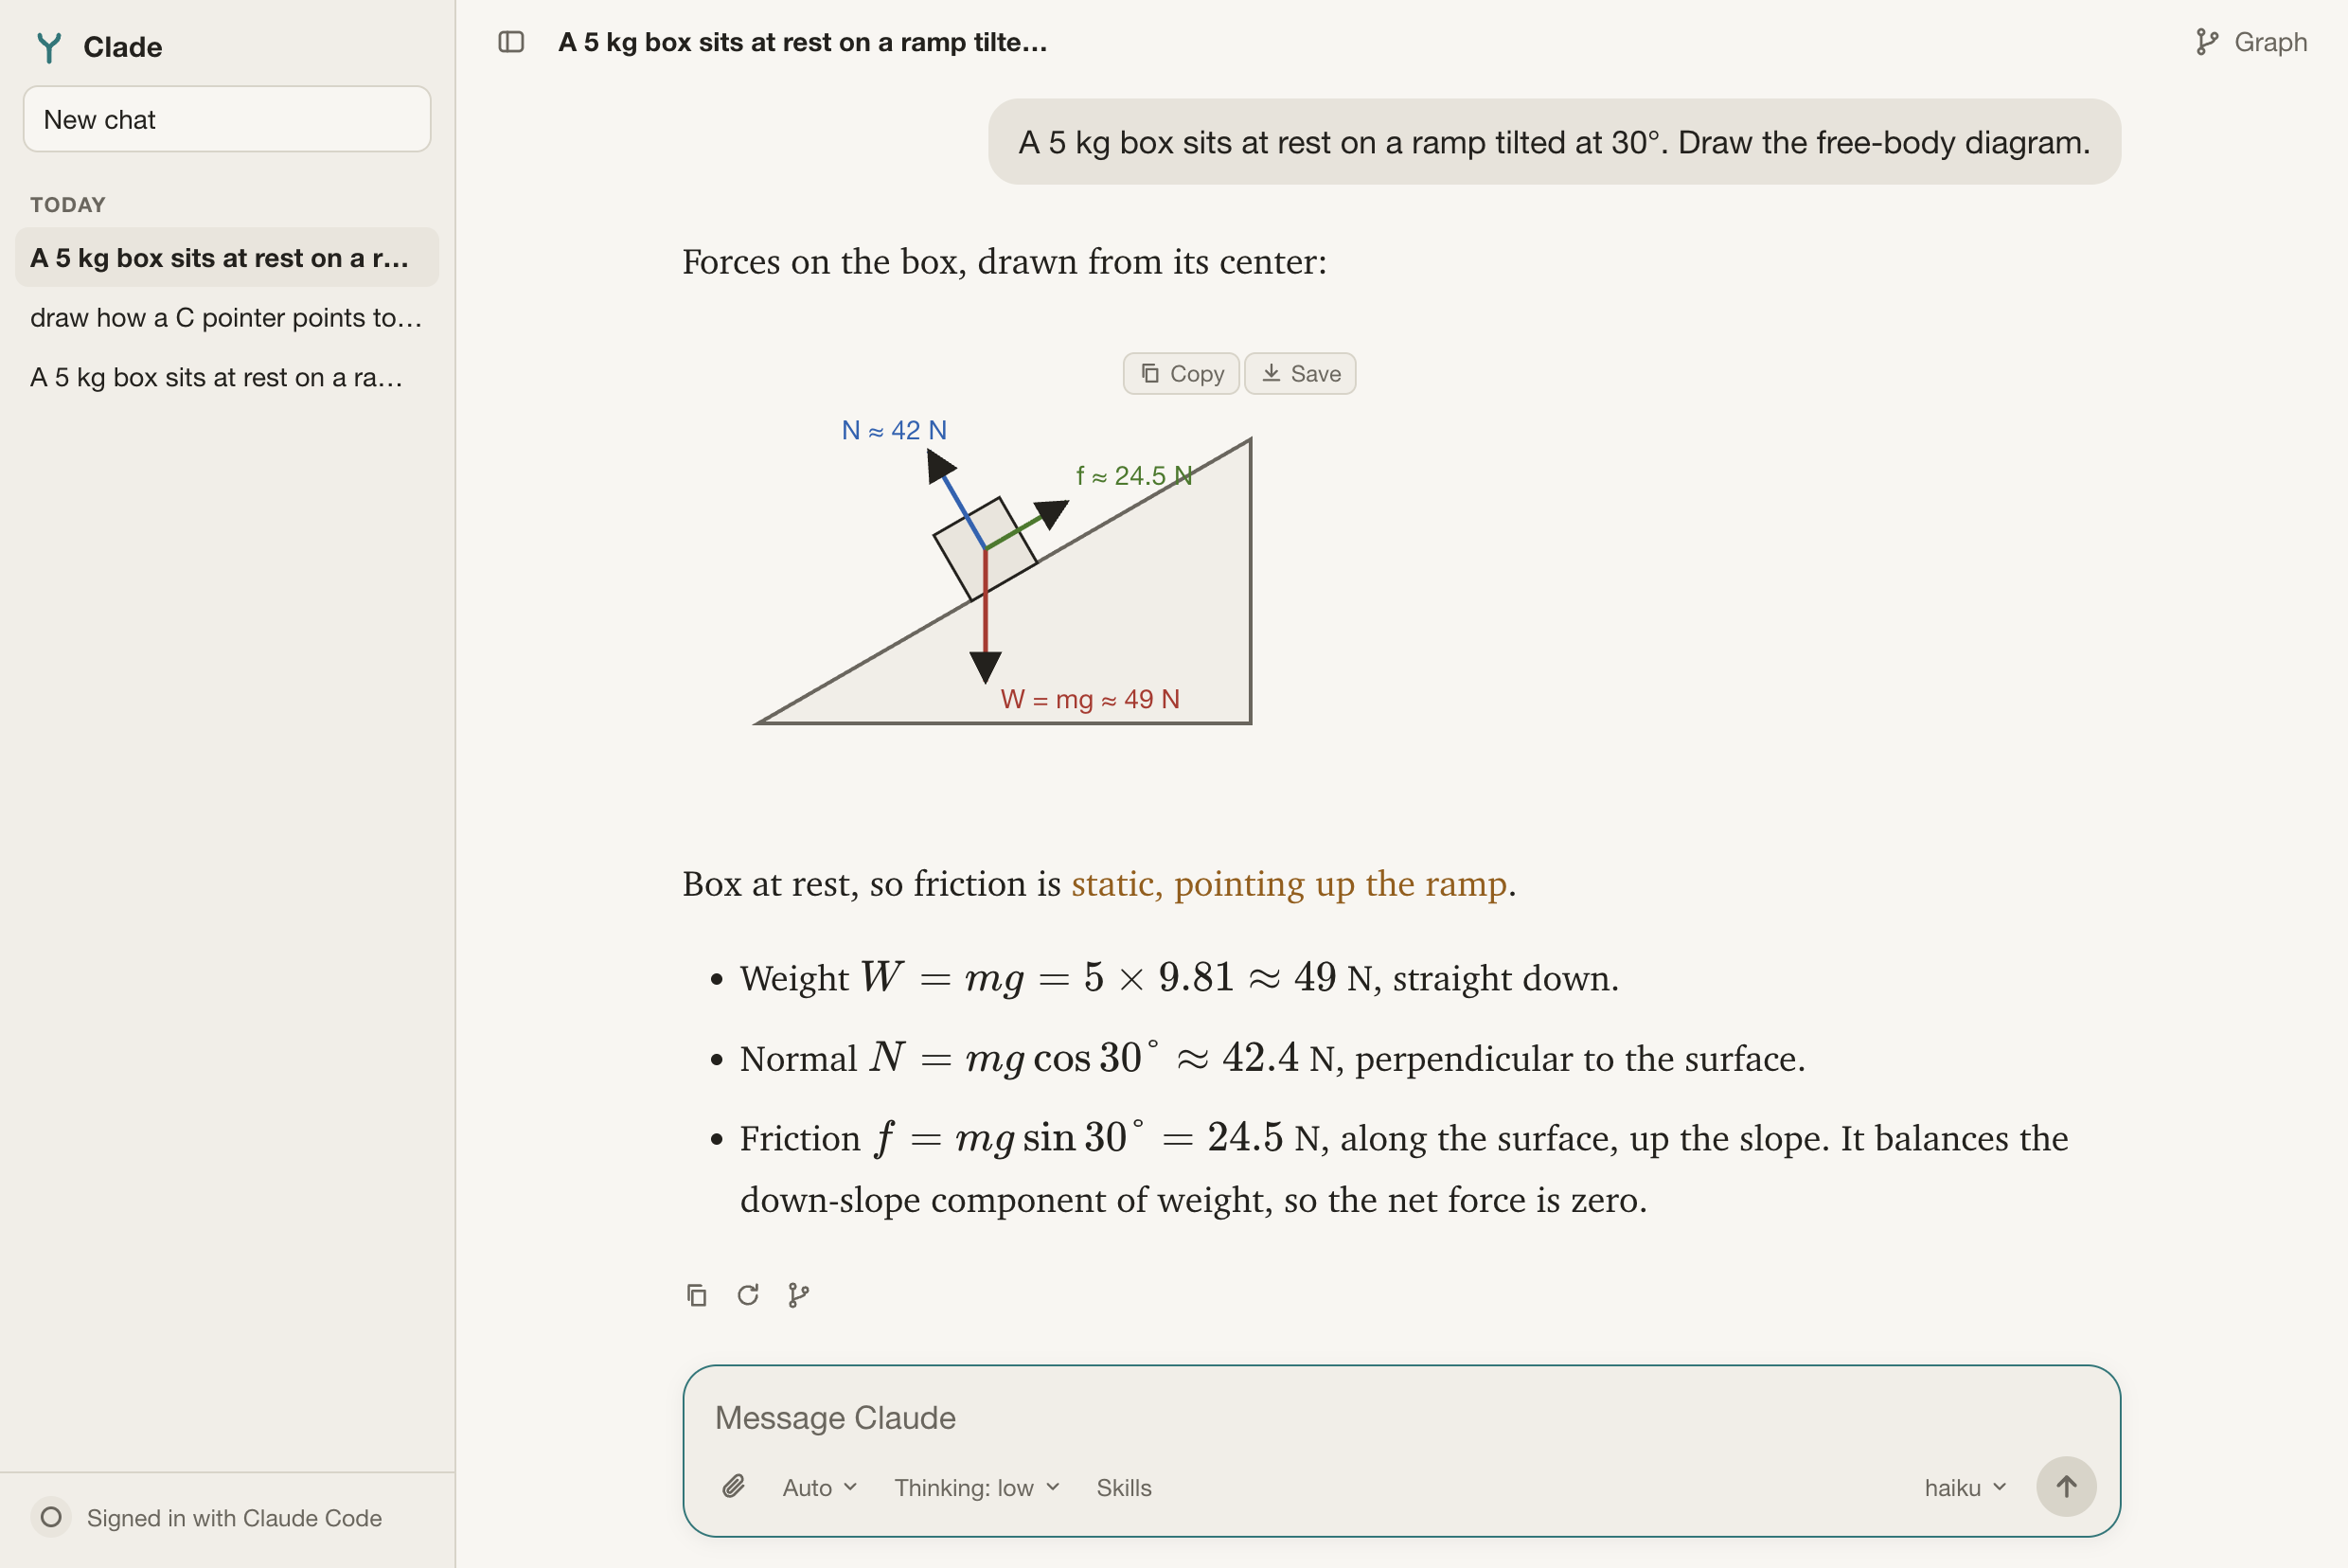 Clade
New chat
TODAY
A 5 kg box sits at rest on a r...
draw how a C pointer points to...
A 5 kg box sits at rest on a ra...
Signed in with Claude Code
A 5 kg box sits at rest on a ramp tilte...
Graph
A 5 kg box sits at rest on a ramp tilted at 30°. Draw the free-body diagram.
Forces on the box, drawn from its center:
Copy
Save
N ≈ 42 N
f ≈ 24.5 N
W = mg ≈ 49 N
Box at rest, so friction is static, pointing up the ramp.
• Weight W = mg = 5 × 9.81 ≈ 49 N, straight down.
• Normal N = mg cos 30° ≈ 42.4 N, perpendicular to the surface.
• Friction f = mg sin 30° = 24.5 N, along the surface, up the slope. It balances the
down-slope component of weight, so the net force is zero.
Message Claude
Auto
Thinking: low
Skills
haiku